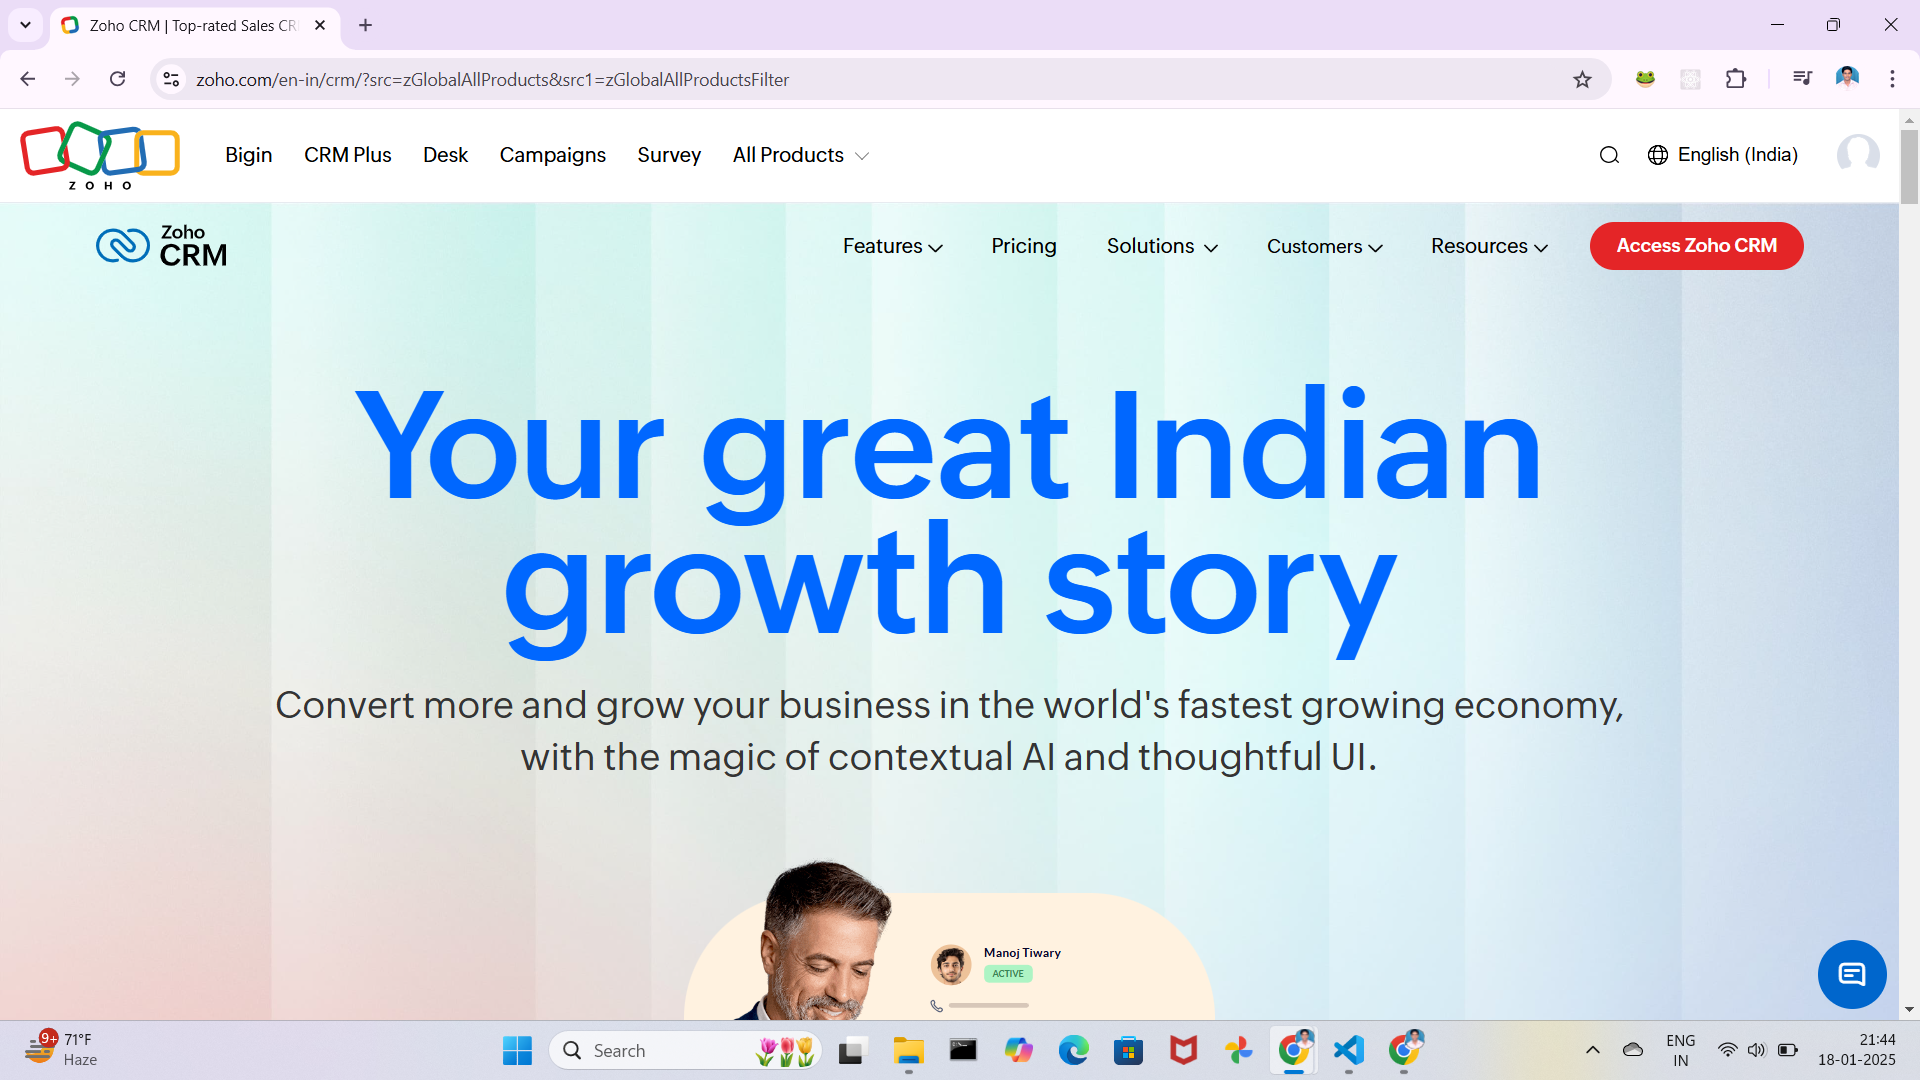 Zoho CRM | Top-rated Sales CR
zoho.com/en-in/crm/?src=zGlobalAllProducts&src1=zGlobalAllProductsFilter
ZOHO
Bigin
CRM Plus
Desk
Campaigns
Survey
All Products
English (India)
Zoho
CRM
Features
Pricing
Solutions
Customers
Resources
Access Zoho CRM
Your great Indian
growth story
Convert more and grow your business in the world's fastest growing economy,
with the magic of contextual AI and thoughtful UI.
Manoj Tiwary
ACTIVE
9+
71°F
Haze
Search
ENG
IN
21:44
18-01-2025